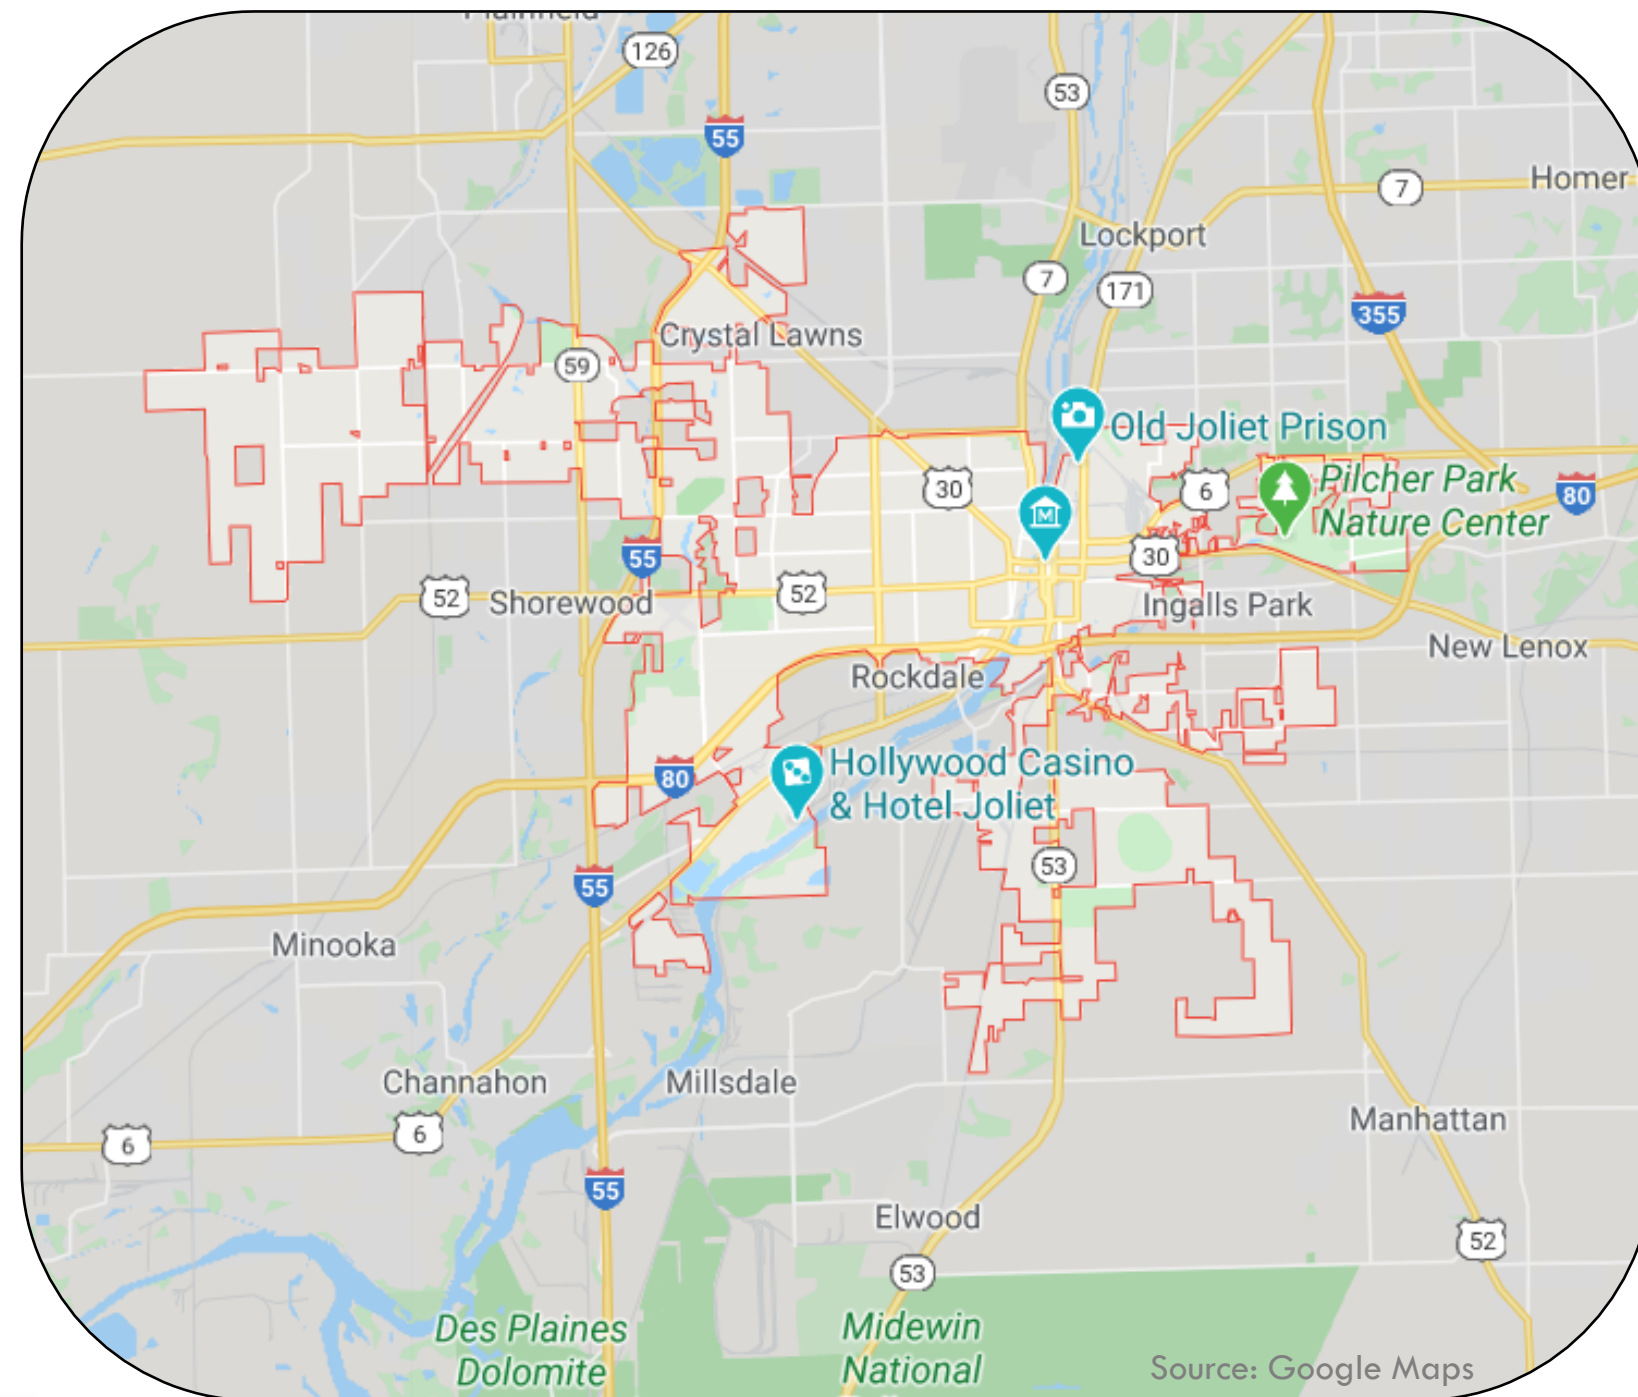 Plainfield
126
53
55
7
Homer
Lockport
7
171
355
Crystal Lawns
59
Old Joliet Prison
30
6
Pilcher Park
Nature Center
80
55
30
52
Shorewood
52
Ingalls Park
New Lenox
Rockdale
80
Hollywood Casino
& Hotel Joliet
53
55
Minooka
Channahon
Millsdale
Manhattan
6
6
55
Elwood
52
53
Des Plaines
Dolomite
Midewin
National
Source: Google Maps